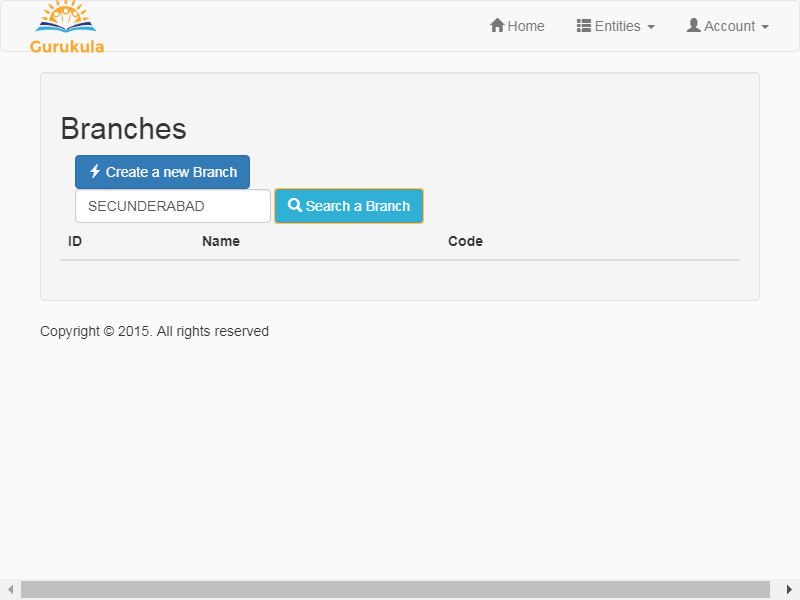 Gurukula
Home Entities Account
Branches
Create a new Branch
SECUNDERABAD Search a Branch
ID Name Code
Copyright © 2015. All rights reserved